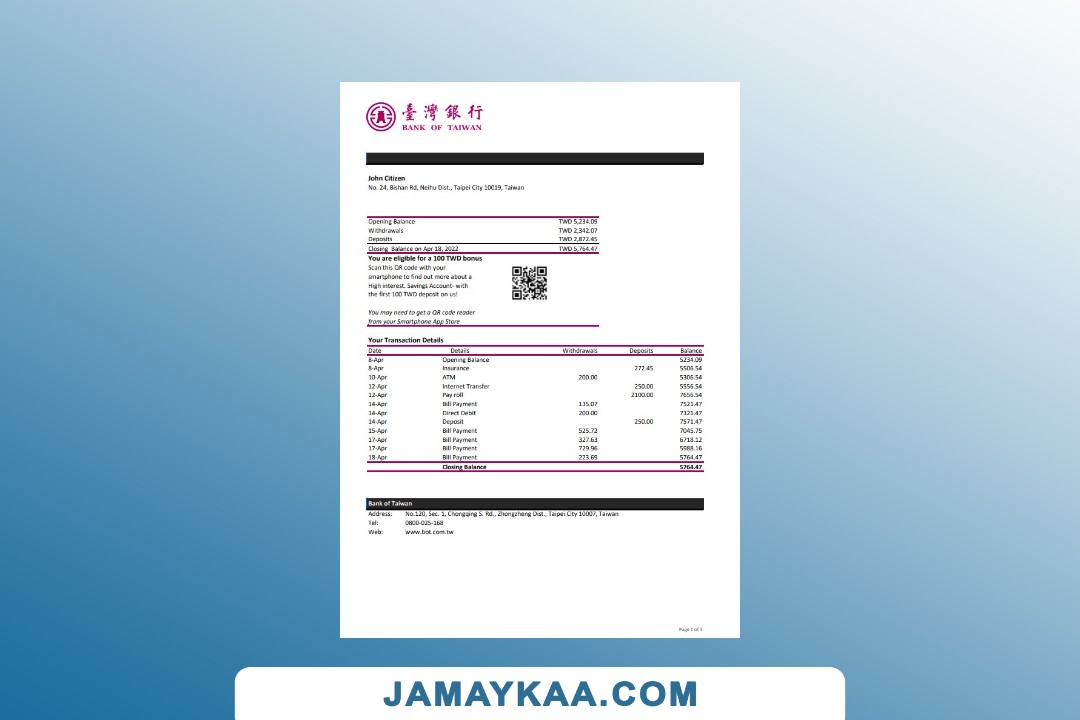 臺灣銀行
BANK OF TAIWAN
John Citizen
No. 24, Bishan Rd, Neihu Dist., Taipei City 10019, Taiwan
Opening Balance TWD 5,234.09
Withdrawals TWD 2,342.07
Deposits TWD 2,872.45
Closing Balance on Apr 18, 2022 TWD 5,764.47
You are eligible for a 100 TWD bonus
Scan this QR code with your
smartphone to find out more about a
High interest. Savings Account- with
the first 100 TWD deposit on us!
You may need to get a QR code reader
from your Smartphone App Store
Your Transaction Details
Date Details Withdrawals Deposits Balance
8-Apr Opening Balance 5234.09
8-Apr Insurance 272.45 5506.54
10-Apr ATM 200.00 5306.54
12-Apr Internet Transfer 250.00 5556.54
12-Apr Pay roll 2100.00 7656.54
14-Apr Bill Payment 135.07 7521.47
14-Apr Direct Debit 200.00 7321.47
14-Apr Deposit 250.00 7571.47
15-Apr Bill Payment 525.72 7045.75
17-Apr Bill Payment 327.63 6718.12
17-Apr Bill Payment 729.96 5988.16
18-Apr Bill Payment 223.69 5764.47
Closing Balance 5764.47
Bank of Taiwan
Address: No.120, Sec. 1, Chongqing S. Rd., Zhongzheng Dist., Taipei City 10007, Taiwan
Tel: 0800-025-168
Web: www.bot.com.tw
Page 1 of 3
JAMAYKAA.COM